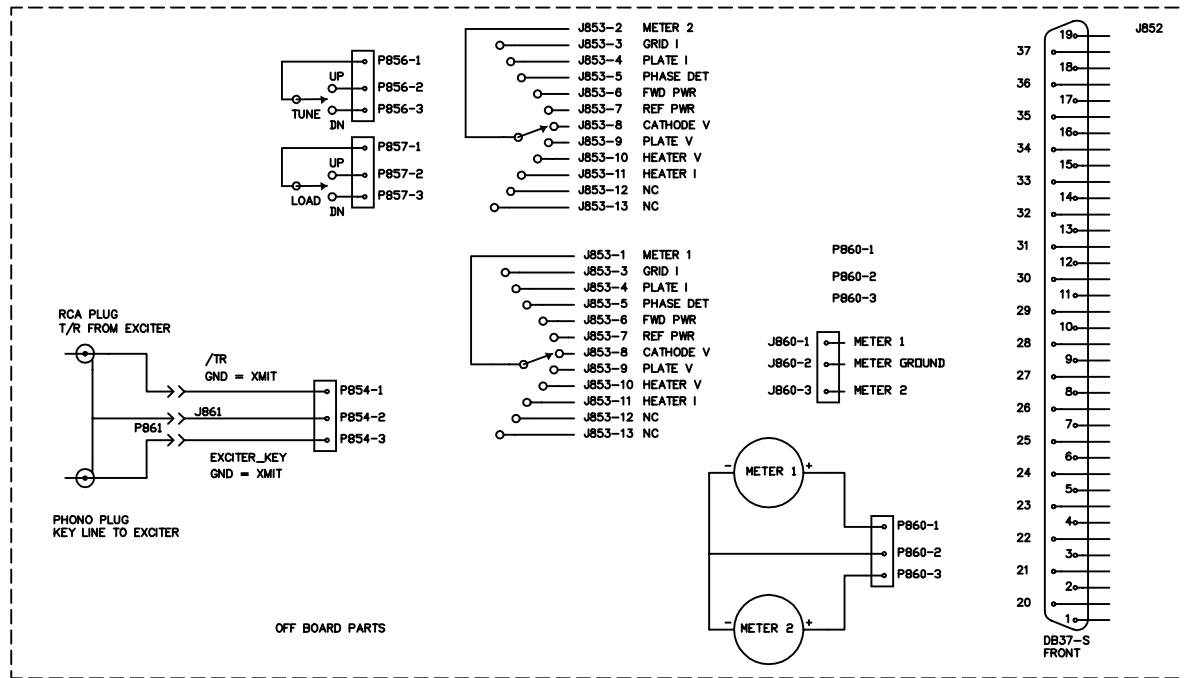 P856-1
UP
P856-2
TUNE
P856-3
DN
P857-1
UP
P857-2
LOAD
P857-3
DN
J853-2 METER 2
J853-3 GRID I
J853-4 PLATE I
J853-5 PHASE DET
J853-6 FWD PWR
J853-7 REF PWR
J853-8 CATHODE V
J853-9 PLATE V
J853-10 HEATER V
J853-11 HEATER I
J853-12 NC
J853-13 NC
J853-1 METER 1
J853-3 GRID I
J853-4 PLATE I
J853-5 PHASE DET
J853-6 FWD PWR
J853-7 REF PWR
J853-8 CATHODE V
J853-9 PLATE V
J853-10 HEATER V
J853-11 HEATER I
J853-12 NC
J853-13 NC
RCA PLUG
T/R FROM EXCITER
/TR
GND = XMIT
P854-1
J861
P854-2
P861
P854-3
EXCITER_KEY
GND = XMIT
PHONO PLUG
KEY LINE TO EXCITER
OFF BOARD PARTS
P860-1
P860-2
P860-3
J860-1 METER 1
J860-2 METER GROUND
J860-3 METER 2
- METER 1 +
P860-1
P860-2
P860-3
- METER 2 +
J852
19
37
18
36
17
35
16
34
15
33
14
32
13
31
12
30
11
29
10
28
9
27
8
26
7
25
6
24
5
23
4
22
3
21
2
20
1
DB37-S
FRONT